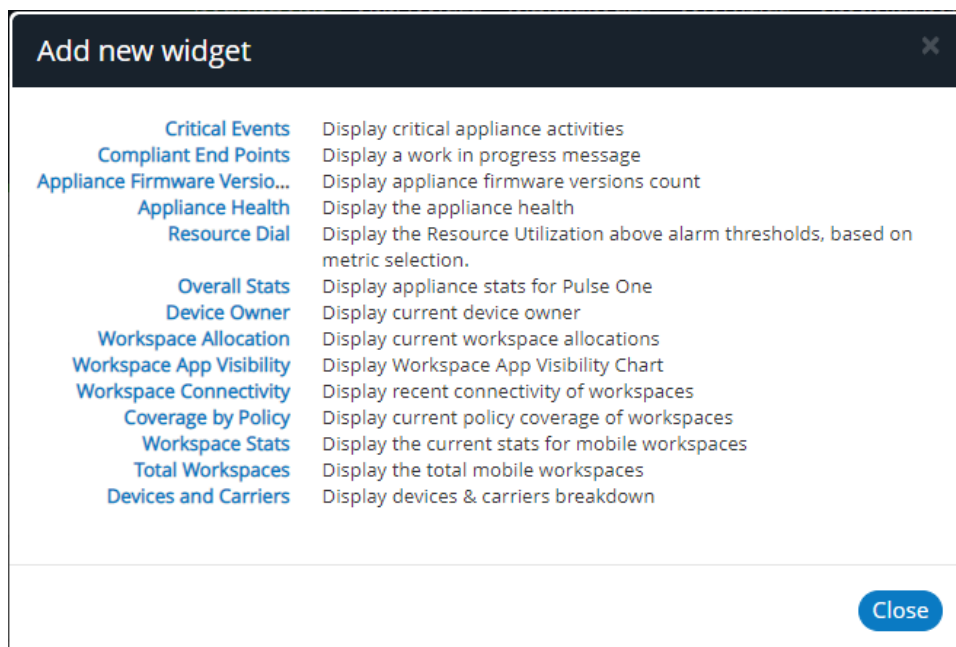 Add new widget
Critical Events Display critical appliance activities
Compliant End Points Display a work in progress message
Appliance Firmware Versio... Display appliance firmware versions count
Appliance Health Display the appliance health
Resource Dial Display the Resource Utilization above alarm thresholds, based on
metric selection.
Overall Stats Display appliance stats for Pulse One
Device Owner Display current device owner
Workspace Allocation Display current workspace allocations
Workspace App Visibility Display Workspace App Visibility Chart
Workspace Connectivity Display recent connectivity of workspaces
Coverage by Policy Display current policy coverage of workspaces
Workspace Stats Display the current stats for mobile workspaces
Total Workspaces Display the total mobile workspaces
Devices and Carriers Display devices & carriers breakdown
Close